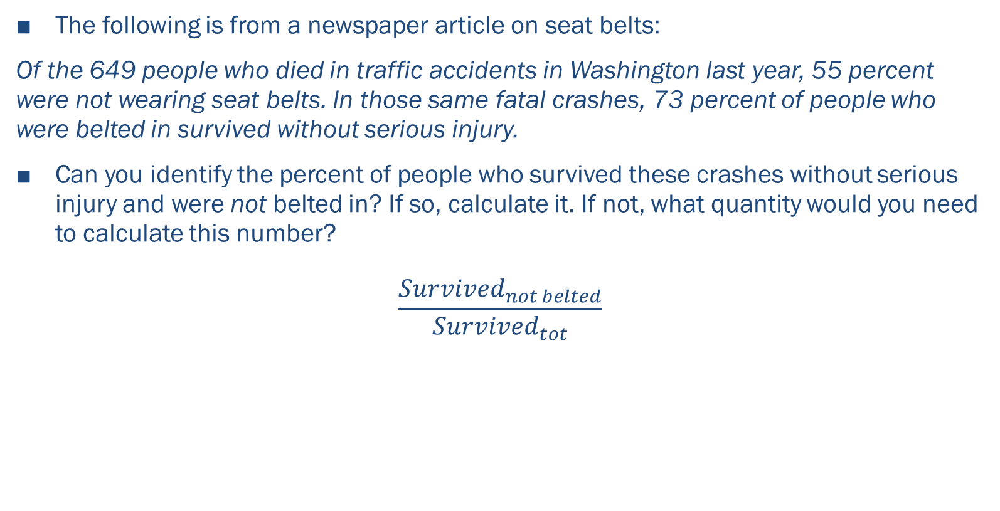 ■ The following is from a newspaper article on seat belts:
Of the 649 people who died in traffic accidents in Washington last year, 55 percent
were not wearing seat belts. In those same fatal crashes, 73 percent of people who
were belted in survived without serious injury.
■ Can you identify the percent of people who survived these crashes without serious
injury and were not belted in? If so, calculate it. If not, what quantity would you need
to calculate this number?
Survived not belted
Survived tot